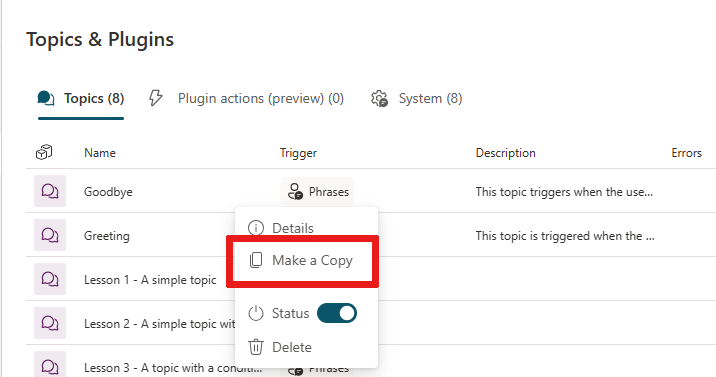 Topics & Plugins
Topics (8) Plugin actions (preview) (0) System (8)
Name Trigger Description Errors
Goodbye Phrases This topic triggers when the use...
Greeting This topic is triggered when the ...
Details
Make a Copy
Lesson 1 - A simple topic
Status
Lesson 2 - A simple topic wit
Delete
Lesson 3 - A topic with a conditi... Phrases